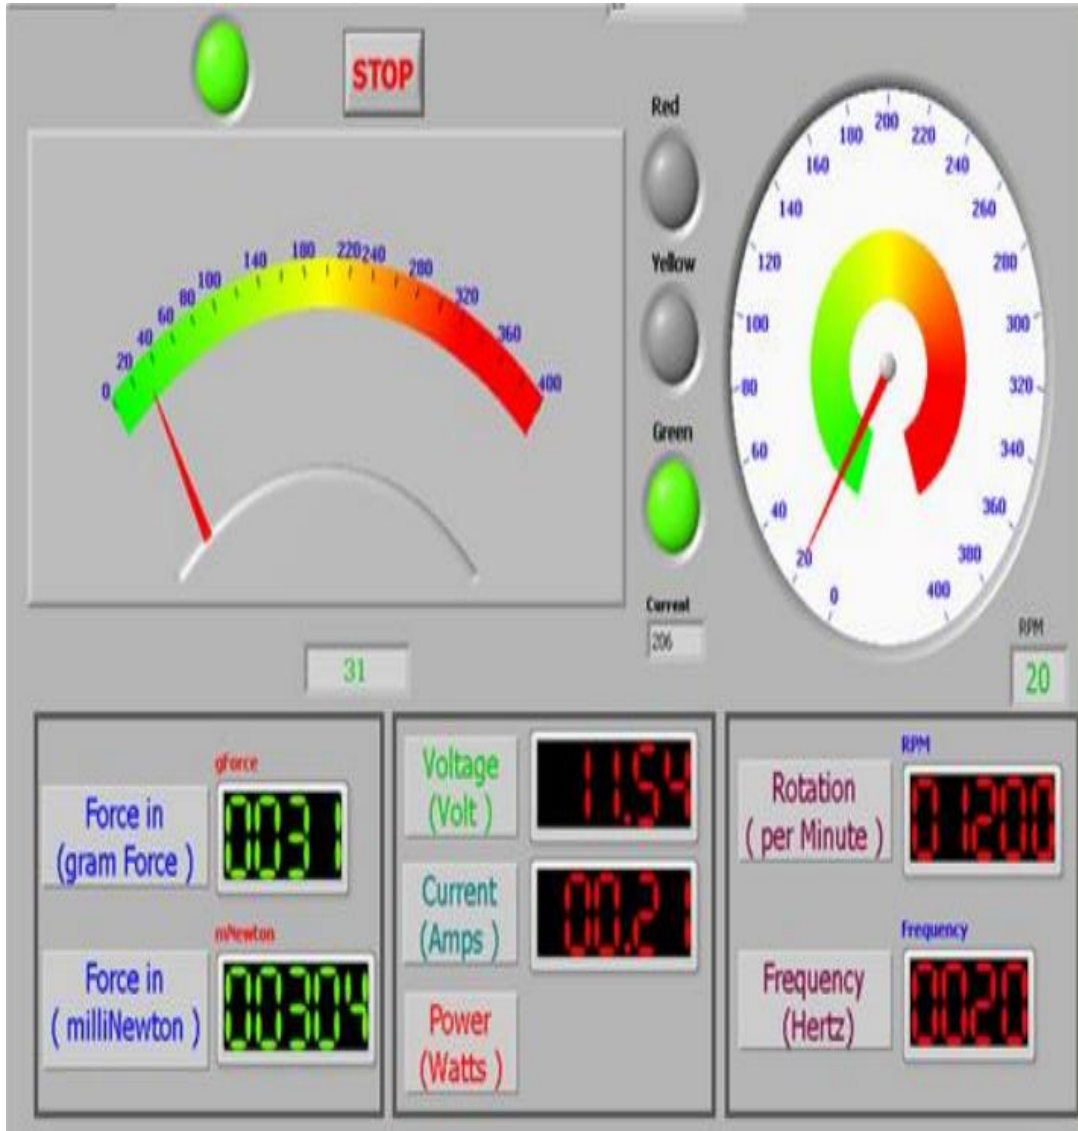 STOP
Red
Yellow
Green
Current
206
0
20
40
60
80
100
140
180
220
240
280
320
360
400
0
20
40
60
80
100
120
140
160
180
200
220
240
260
280
300
320
340
360
380
400
RPM
20
31
gForce
Force in
(gram Force )
0031
mNewton
Force in
( milliNewton )
00304
Voltage
(Volt )
11.54
Current
(Amps )
00.21
Power
(Watts )
RPM
Rotation
( per Minute )
01200
Frequency
Frequency
(Hertz)
0020